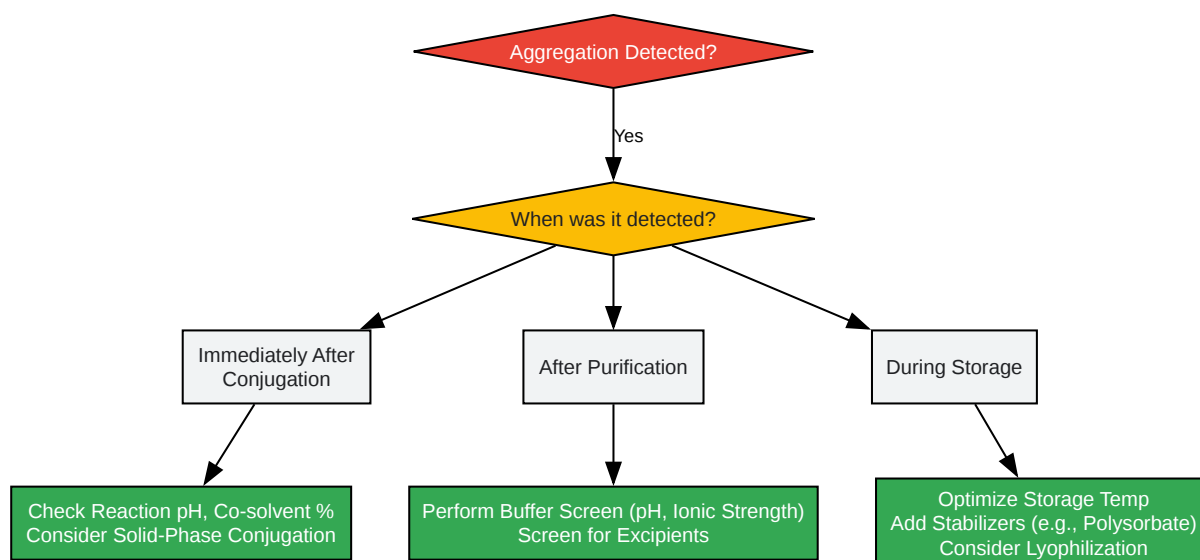 Aggregation Detected?
Yes
When was it detected?
Immediately After
Conjugation
After Purification
During Storage
Check Reaction pH, Co-solvent %
Consider Solid-Phase Conjugation
Perform Buffer Screen (pH, Ionic Strength)
Screen for Excipients
Optimize Storage Temp
Add Stabilizers (e.g., Polysorbate)
Consider Lyophilization